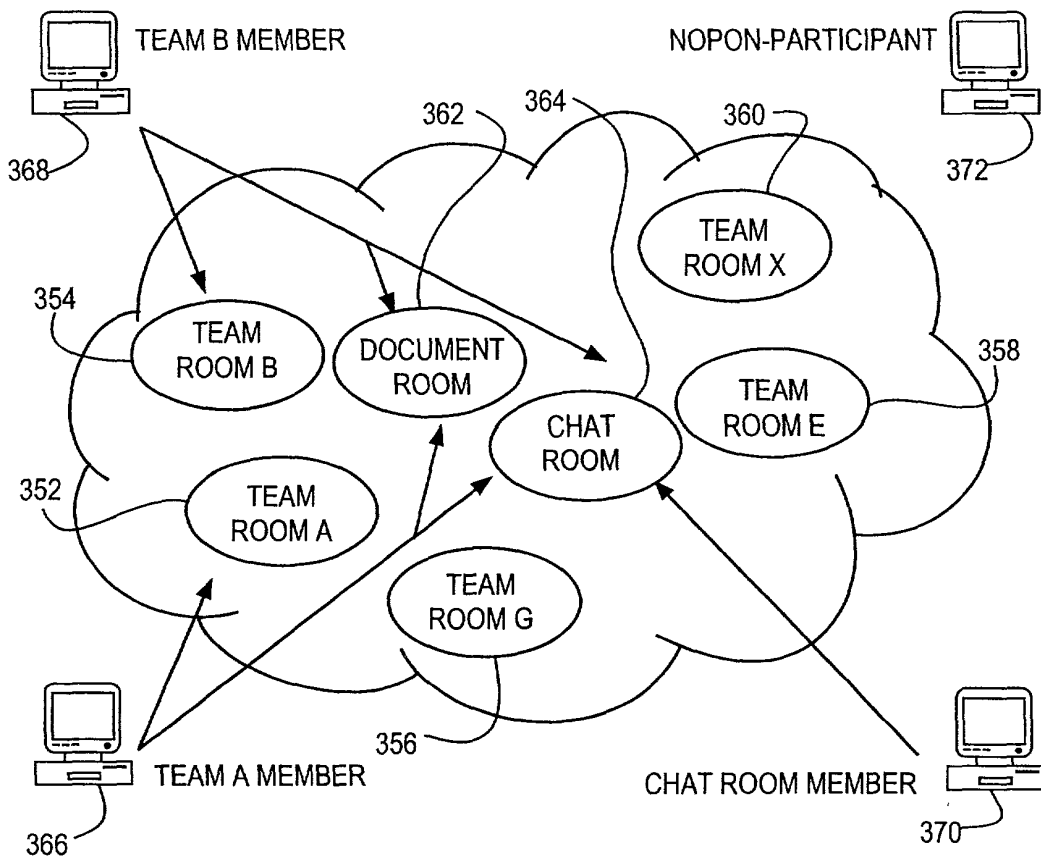 TEAM B MEMBER
NOPON-PARTICIPANT
368
362
364
360
372
TEAM
ROOM X
354
TEAM
ROOM B
DOCUMENT
ROOM
358
TEAM
ROOM E
CHAT
ROOM
352
TEAM
ROOM A
TEAM
ROOM G
356
TEAM A MEMBER
CHAT ROOM MEMBER
366
370